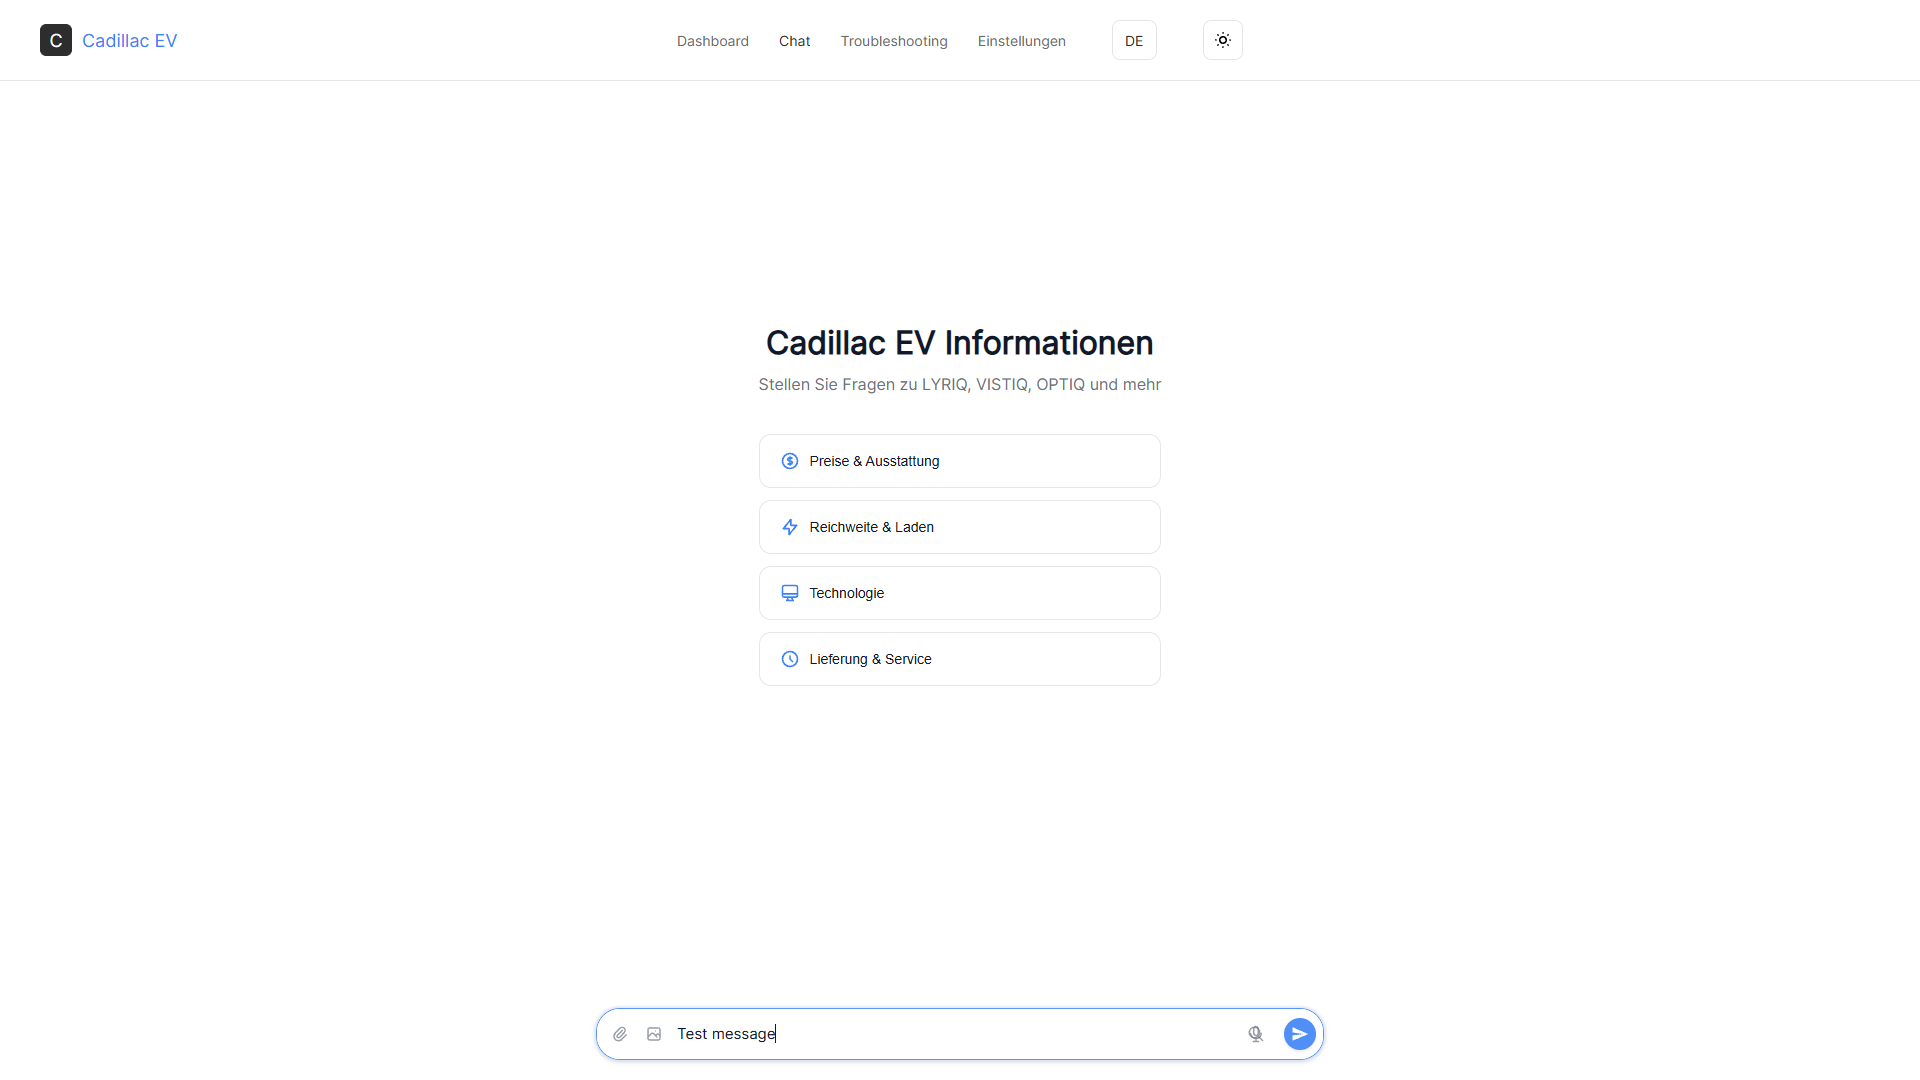 C Cadillac EV
Dashboard Chat Troubleshooting Einstellungen DE
Cadillac EV Informationen
Stellen Sie Fragen zu LYRIQ, VISTIQ, OPTIQ und mehr
Preise & Ausstattung
Reichweite & Laden
Technologie
Lieferung & Service
Test message